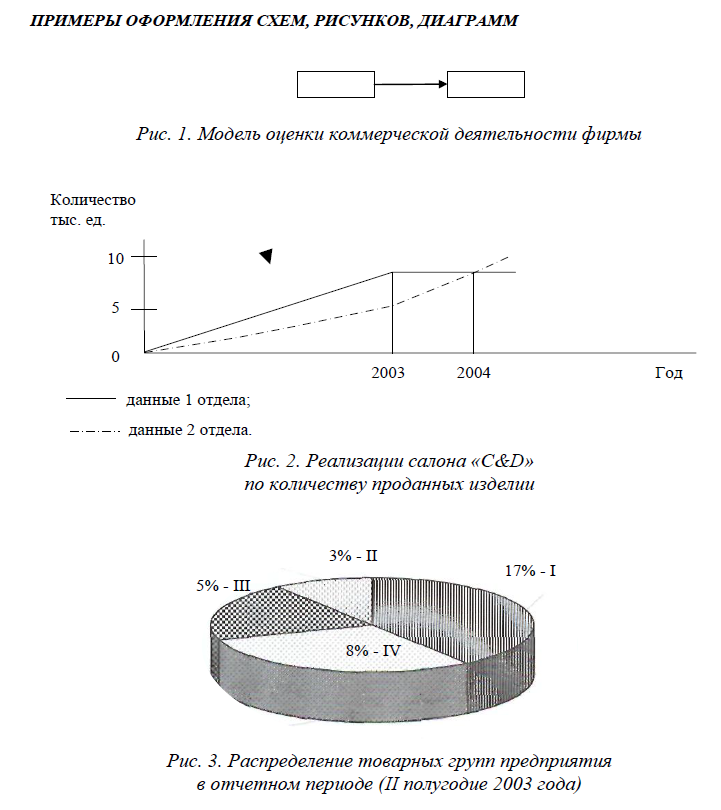 ПРИМЕРЫ ОФОРМЛЕНИЯ СХЕМ, РИСУНКОВ, ДИАГРАММ
Рис. 1. Модель оценки коммерческой деятельности фирмы
Количество
тыс. ед.
10
5
0
2003
2004
Год
данные 1 отдела;
данные 2 отдела.
Рис. 2. Реализации салона «C&D»
по количеству проданных изделии
3% - II
17% - I
5% - III
8% - IV
Рис. 3. Распределение товарных групп предприятия
в отчетном периоде (II полугодие 2003 года)